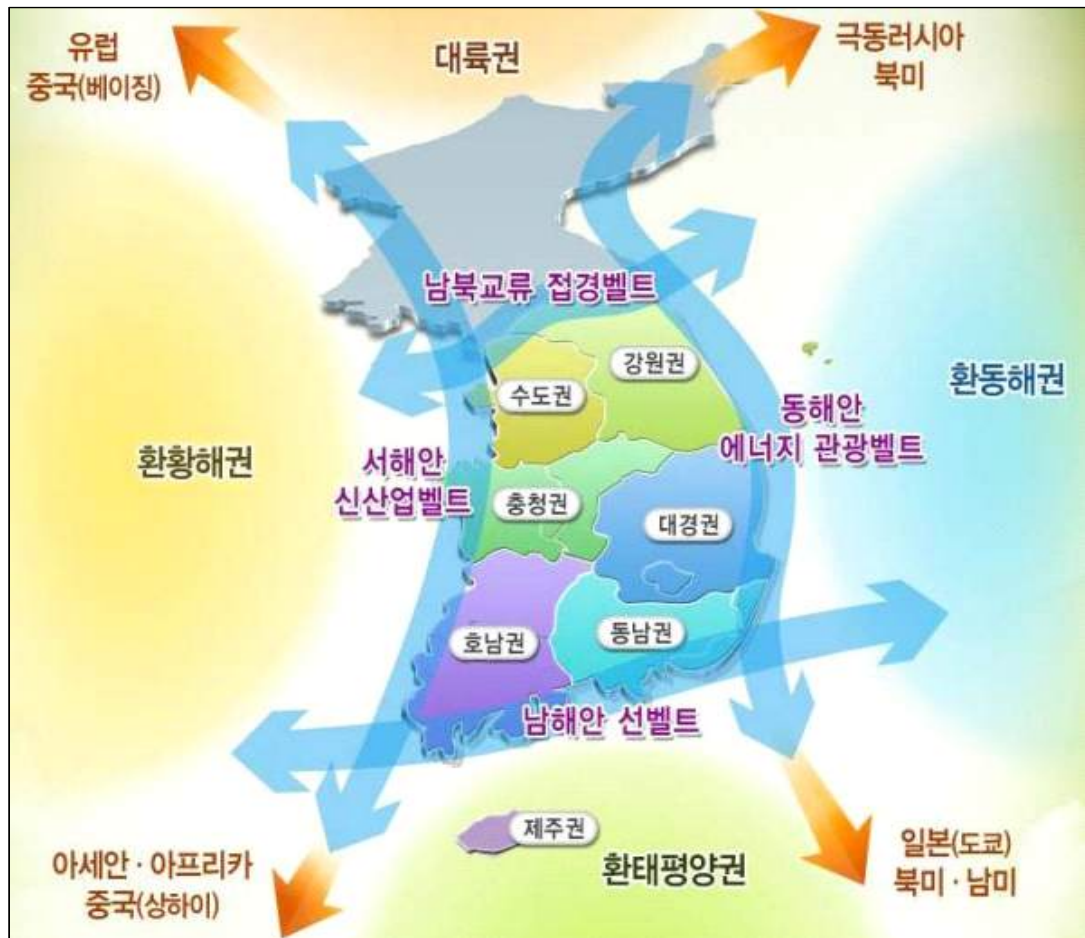 유럽
중국(베이징)
대륙권
극동러시아
북미
남북교류 접경벨트
강원권
수도권
환동해권
동해안
에너지 관광벨트
환황해권
서해안
신산업벨트
충청권
대경권
호남권
동남권
남해안 선벨트
제주권
환태평양권
아세안 · 아프리카
중국(상하이)
일본(도쿄)
북미 · 남미